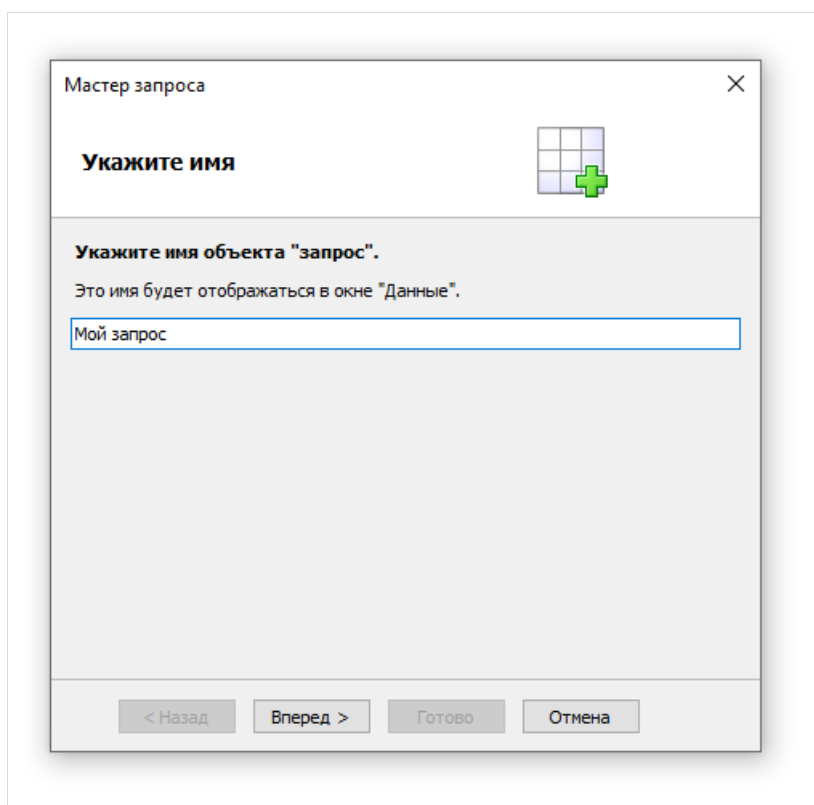 Мастер запроса
Укажите имя
Укажите имя объекта "запрос".
Это имя будет отображаться в окне "Данные".
Мой запрос
< Назад Вперед > Готово Отмена